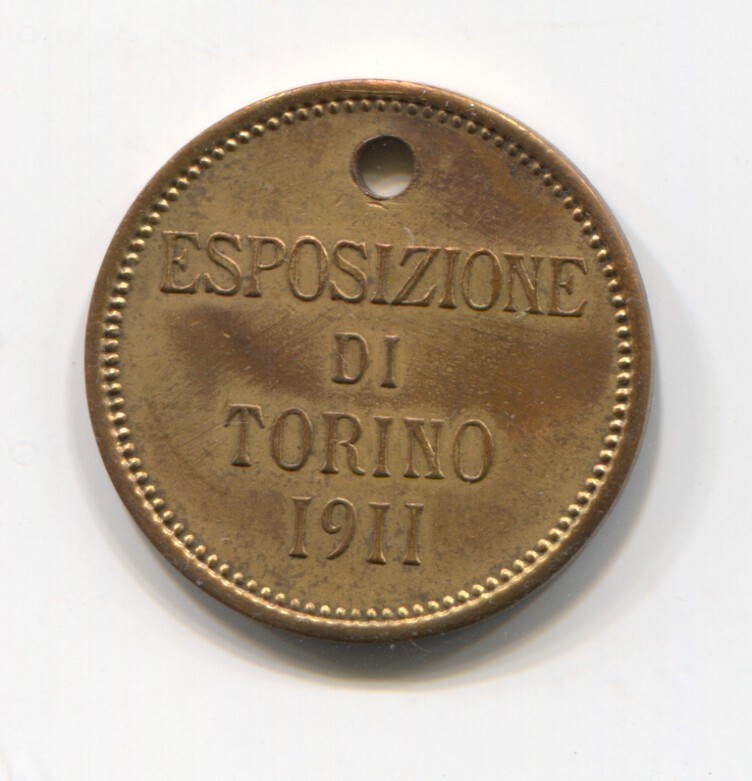 ESPOSIZIONE
DI
TORINO
1911